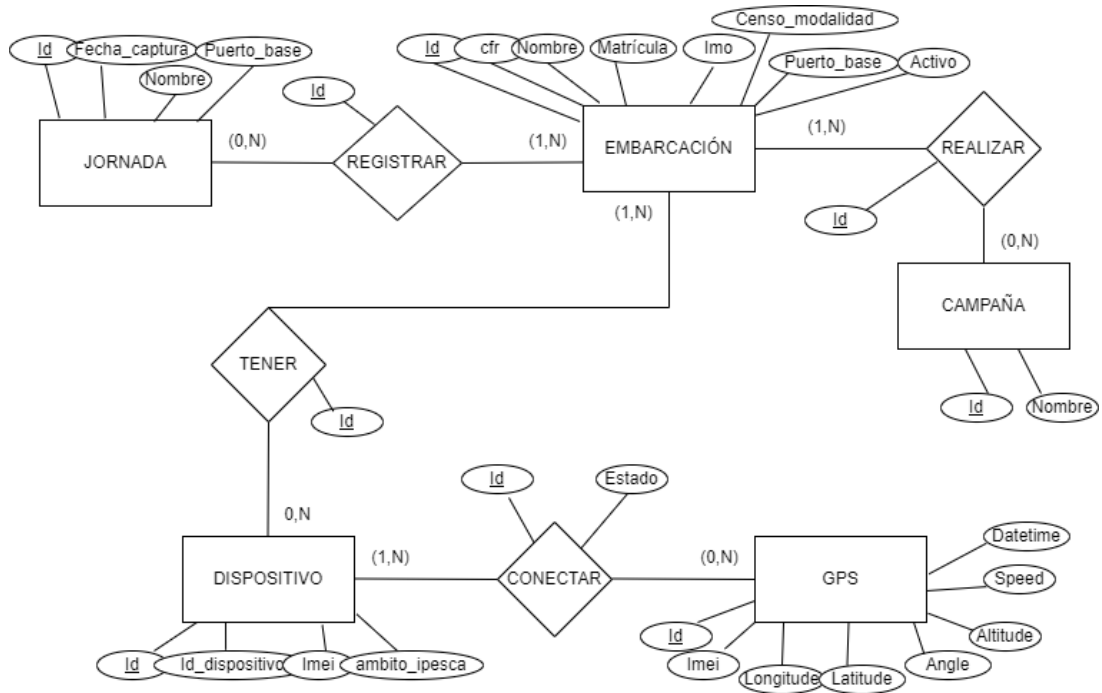 Censo_modalidad
Id
Fecha_captura
Puerto_base
Id
cfr
Nombre
Matrícula
Imo
Puerto_base
Activo
Nombre
Id
(0,N)
(1,N)
(1,N)
JORNADA
REGISTRAR
EMBARCACIÓN
REALIZAR
(1,N)
Id
(0,N)
CAMPAÑA
TENER
Id
Nombre
Id
Id
Estado
0,N
(1,N)
(0,N)
Datetime
DISPOSITIVO
CONECTAR
GPS
Speed
Id
Altitude
Id
Id_dispositivo
Imei
ambito_ipesca
Imei
Longitude
Latitude
Angle